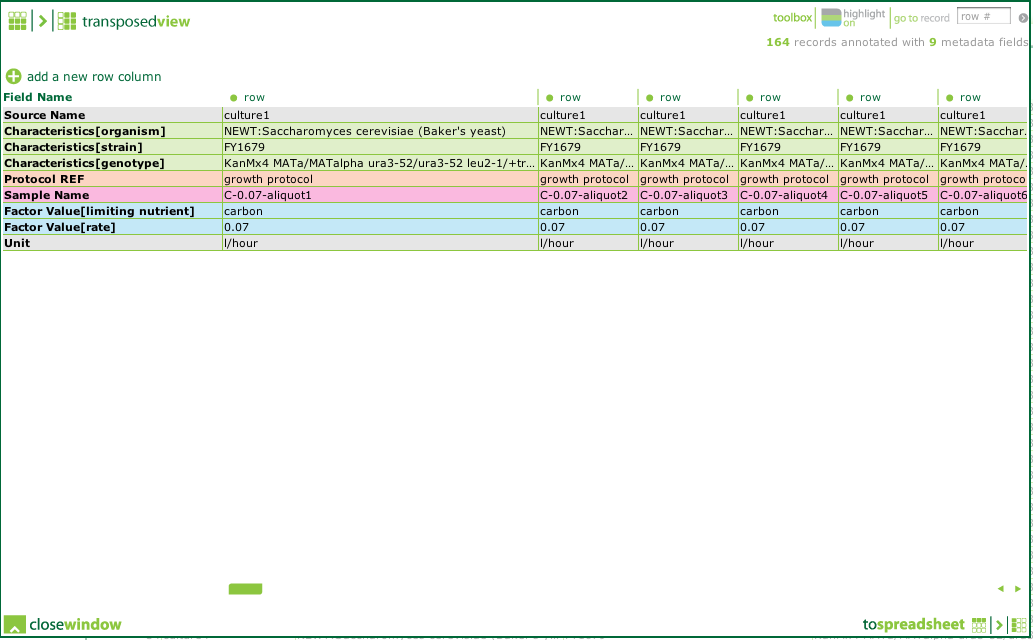 transposedview
toolbox highlight on go to record row #
164 records annotated with 9 metadata fields
add a new row column
Field Name row row row row row row
Source Name culture1 culture1 culture1 culture1 culture1 culture1
Characteristics[organism] NEWT:Saccharomyces cerevisiae (Baker's yeast) NEWT:Sacchar... NEWT:Sacchar... NEWT:Sacchar... NEWT:Sacchar... NEWT:Sacchar.
Characteristics[strain] FY1679 FY1679 FY1679 FY1679 FY1679 FY1679
Characteristics[genotype] KanMx4 MATa/MATalpha ura3-52/ura3-52 leu2-1/+tr... KanMx4 MATa/... KanMx4 MATa/... KanMx4 MATa/... KanMx4 MATa/... KanMx4 MATa/.
Protocol REF growth protocol growth protocol growth protocol growth protocol growth protocol growth protoco
Sample Name C-0.07-aliquot1 C-0.07-aliquot2 C-0.07-aliquot3 C-0.07-aliquot4 C-0.07-aliquot5 C-0.07-aliquot6
Factor Value[limiting nutrient] carbon carbon carbon carbon carbon carbon
Factor Value[rate] 0.07 0.07 0.07 0.07 0.07 0.07
Unit l/hour l/hour l/hour l/hour l/hour l/hour
closewindow tospreadsheet